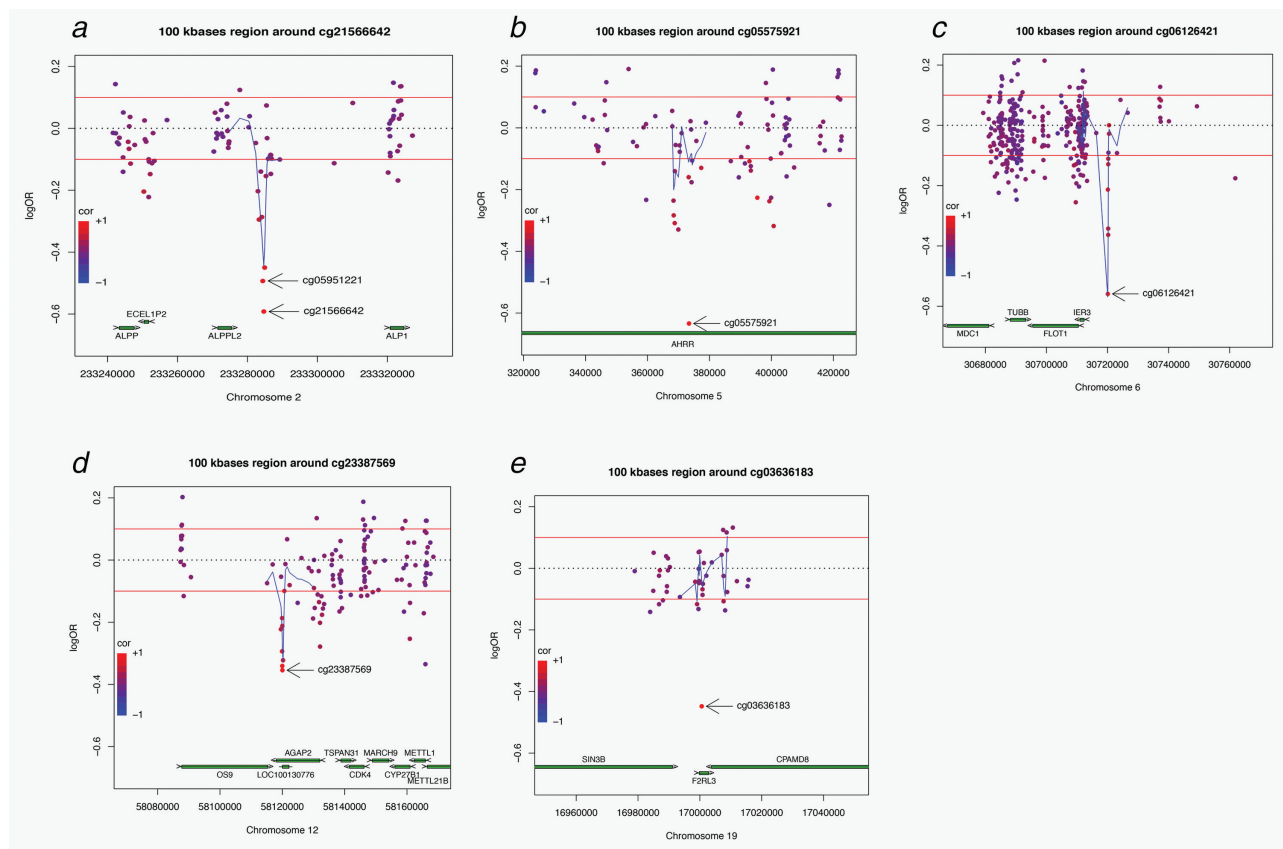 a
100 kbases region around cg21566642
0.2
0.0
−0.2
−0.4
−0.6
logOR
cor
+1
−1
cg05951221
cg21566642
ECEL1P2
ALPP
ALPPL2
ALP1
233240000
233260000
233280000
233300000
233320000
Chromosome 2
b
100 kbases region around cg05575921
0.2
0.0
−0.2
−0.4
−0.6
logOR
cor
+1
−1
cg05575921
AHRR
320000
340000
360000
380000
400000
420000
Chromosome 5
c
100 kbases region around cg06126421
0.2
0.0
−0.2
−0.4
−0.6
logOR
cor
+1
−1
cg06126421
TUBB
IER3
MDC1
FLOT1
30680000
30700000
30720000
30740000
30760000
Chromosome 6
d
100 kbases region around cg23387569
0.2
0.0
−0.2
−0.4
−0.6
logOR
cor
+1
−1
cg23387569
AGAP2
TSPAN31
MARCH9
METTL1
OS9
LOC100130776
CDK4
CYP27B1
METTL21B
58080000
58100000
58120000
58140000
58160000
Chromosome 12
e
100 kbases region around cg03636183
0.2
0.0
−0.2
−0.4
−0.6
logOR
cor
+1
−1
cg03636183
SIN3B
CPAMD8
F2RL3
16960000
16980000
17000000
17020000
17040000
Chromosome 19